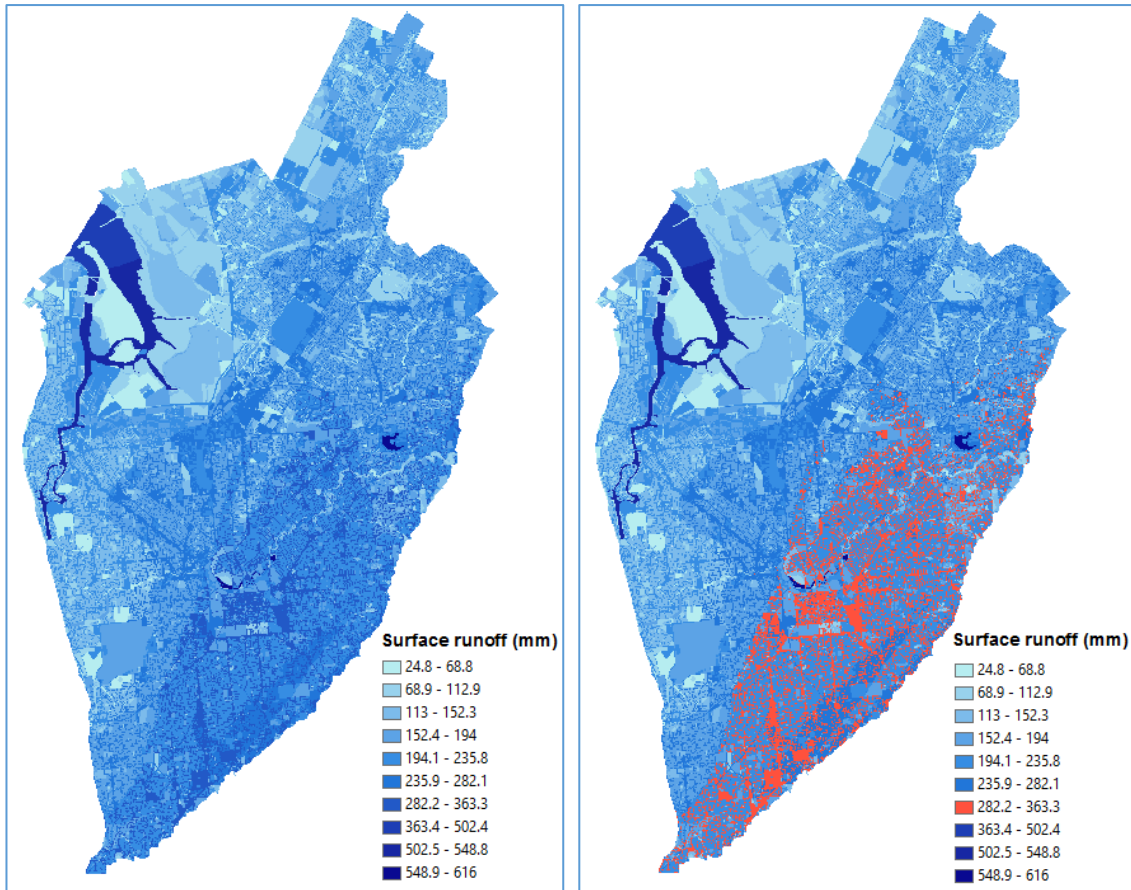 Surface runoff (mm)
24.8 - 68.8
68.9 - 112.9
113 - 152.3
152.4 - 194
194.1 - 235.8
235.9 - 282.1
282.2 - 363.3
363.4 - 502.4
502.5 - 548.8
548.9 - 616
Surface runoff (mm)
24.8 - 68.8
68.9 - 112.9
113 - 152.3
152.4 - 194
194.1 - 235.8
235.9 - 282.1
282.2 - 363.3
363.4 - 502.4
502.5 - 548.8
548.9 - 616